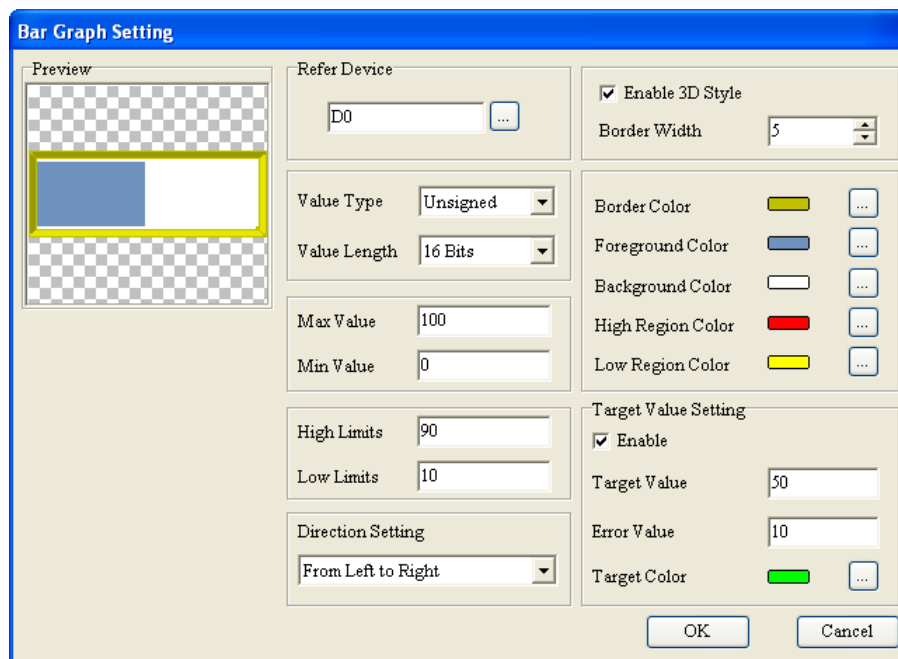 Bar Graph Setting
Preview
Refer Device
D0
...
Enable 3D Style
Border Width 5
Value Type Unsigned
Value Length 16 Bits
Border Color ...
Foreground Color ...
Background Color ...
High Region Color ...
Low Region Color ...
Max Value 100
Min Value 0
High Limits 90
Low Limits 10
Direction Setting
From Left to Right
Target Value Setting
Enable
Target Value 50
Error Value 10
Target Color ...
OK
Cancel